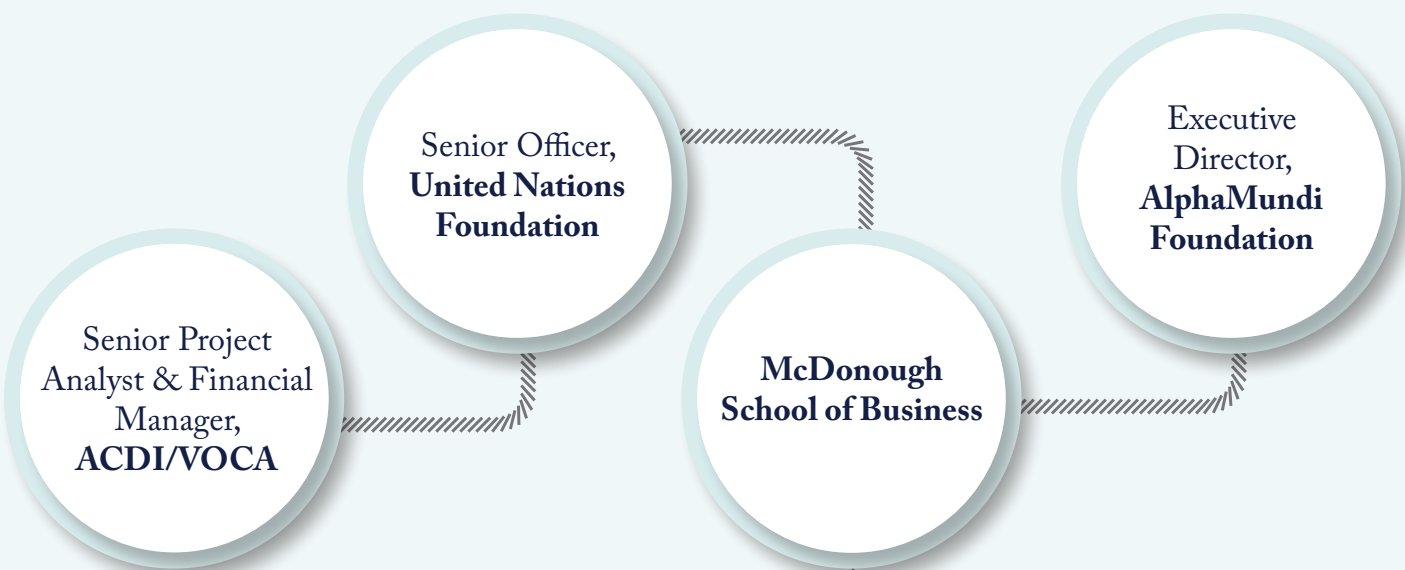 Senior Project
Analyst & Financial
Manager,
ACDI/VOCA
Senior Officer,
United Nations
Foundation
McDonough
School of Business
Executive
Director,
AlphaMundi
Foundation